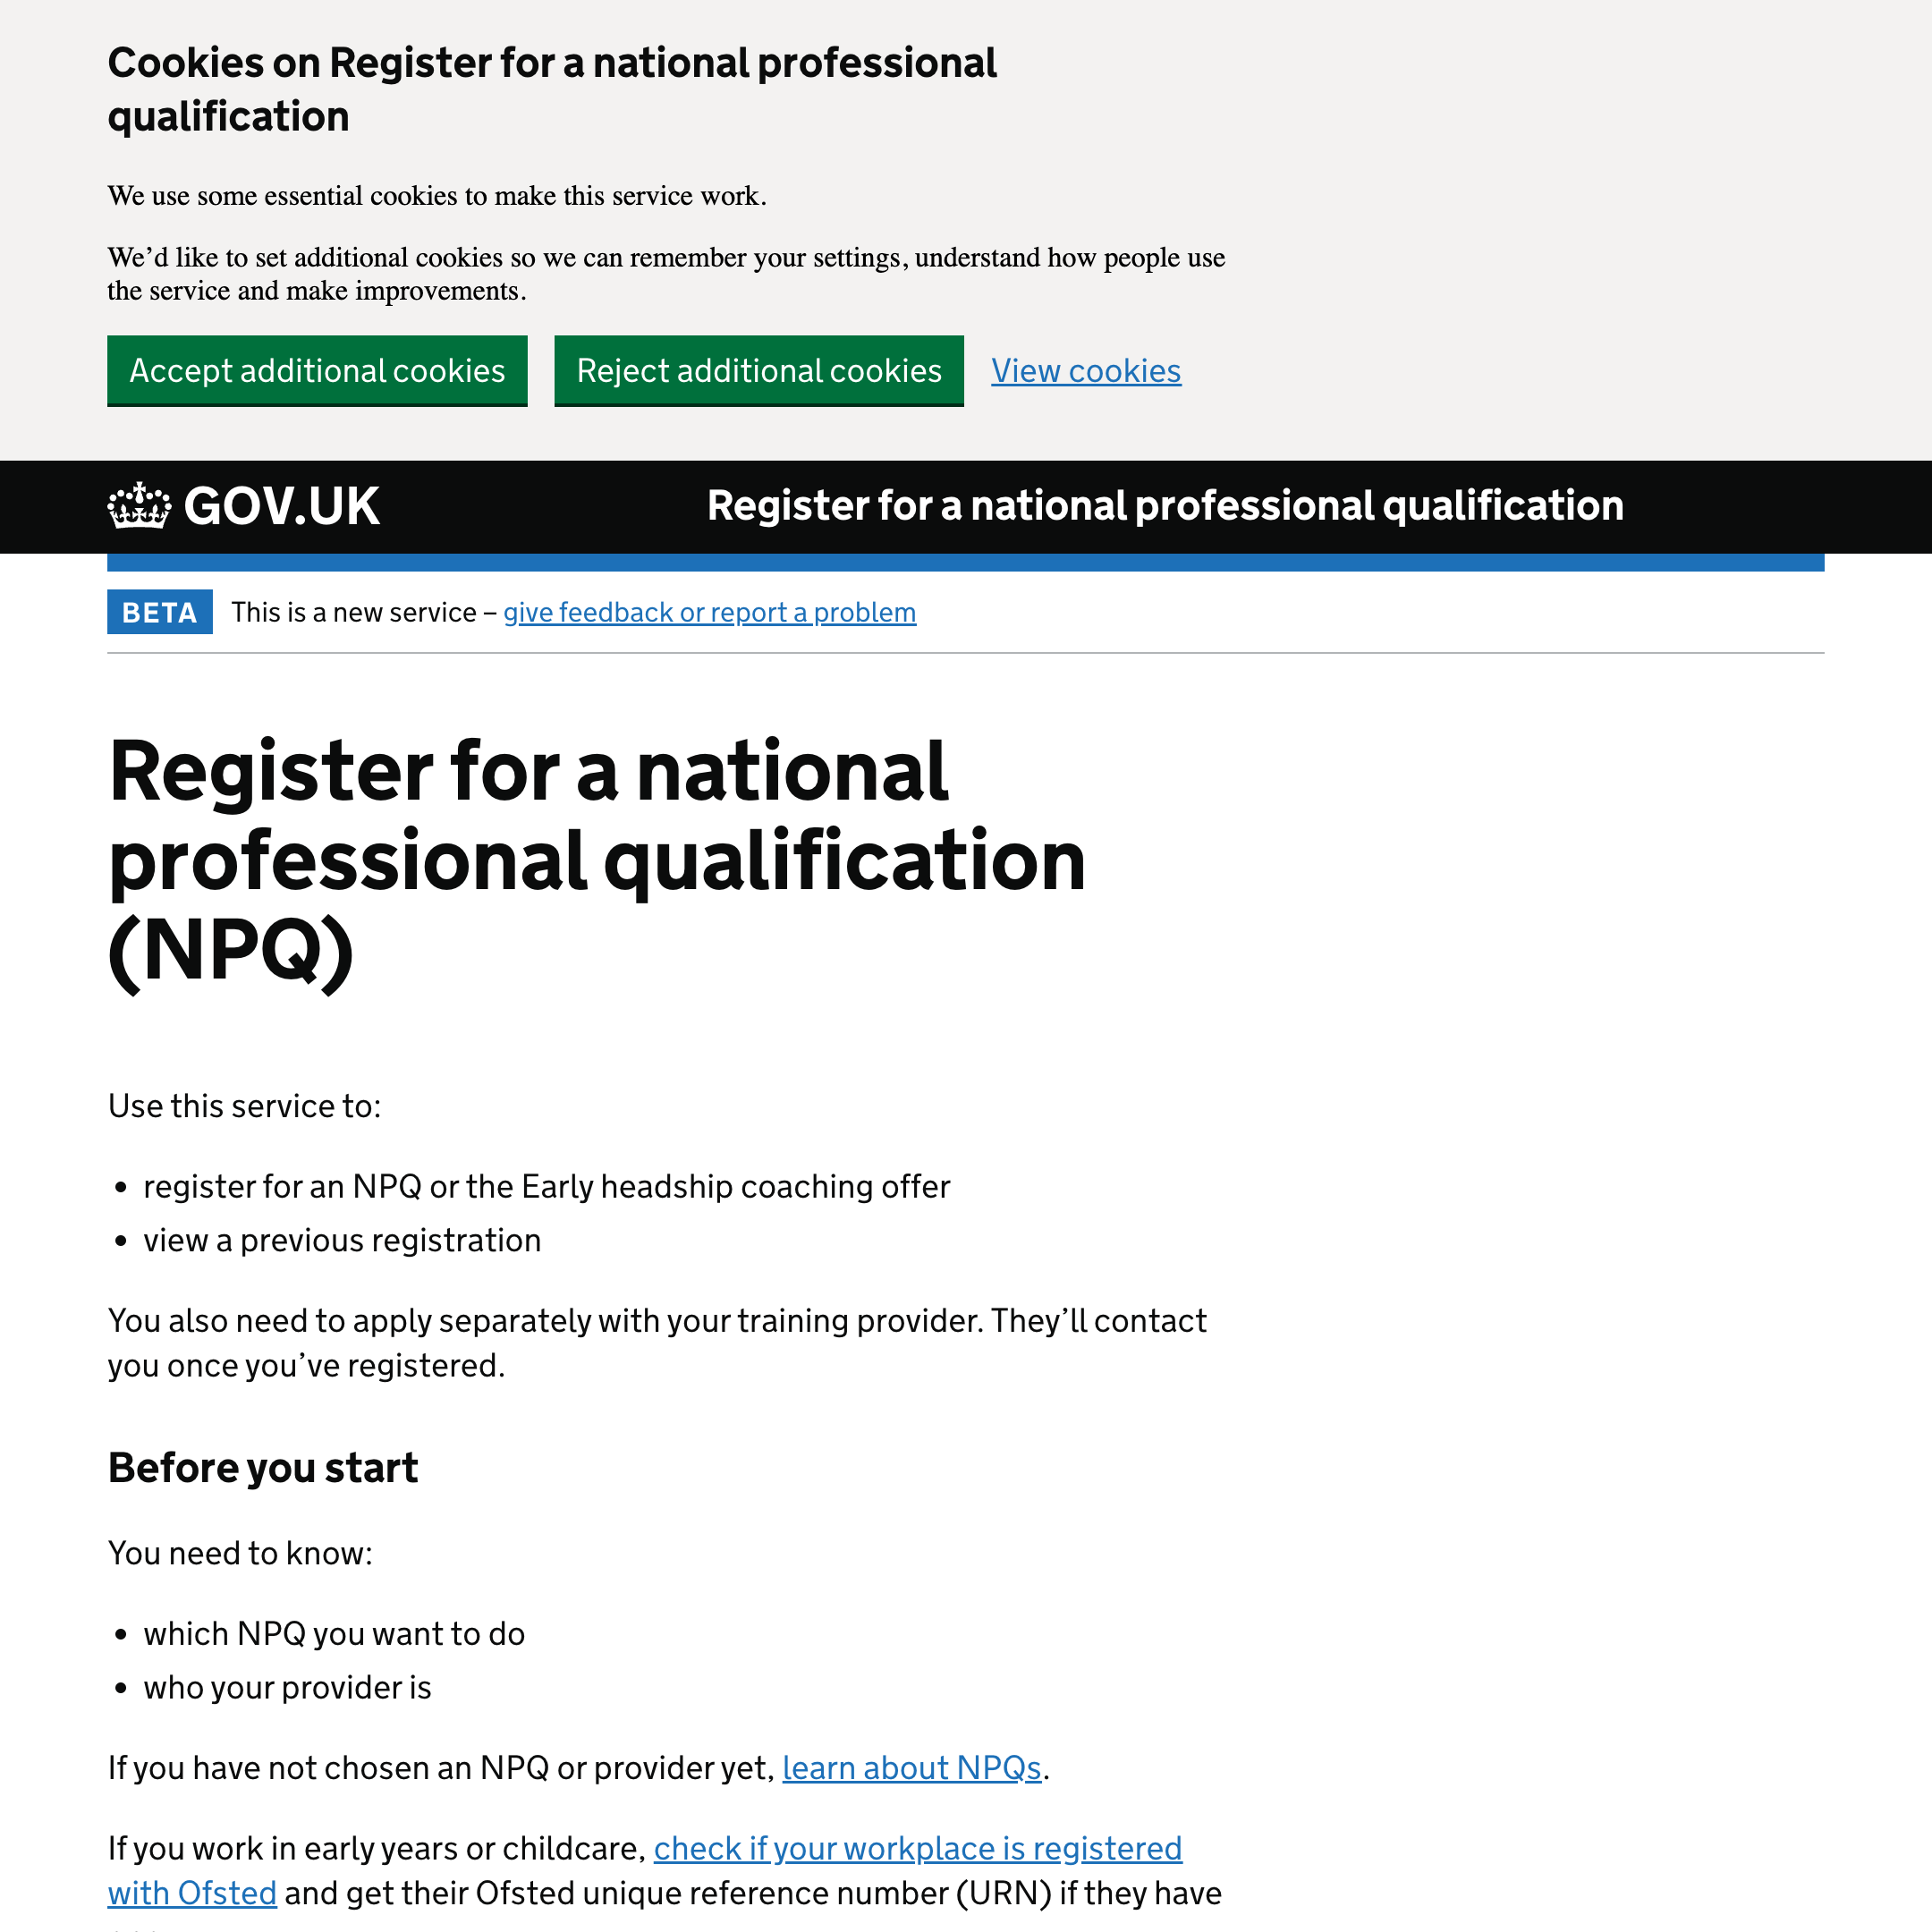 Cookies on Register for a national professional
qualification
We use some essential cookies to make this service work.
We’d like to set additional cookies so we can remember your settings, understand how people use
the service and make improvements.
Accept additional cookies Reject additional cookies View cookies
GOV.UK Register for a national professional qualification
BETA This is a new service – give feedback or report a problem
Register for a national
professional qualification
(NPQ)
Use this service to:
• register for an NPQ or the Early headship coaching offer
• view a previous registration
You also need to apply separately with your training provider. They’ll contact
you once you’ve registered.
Before you start
You need to know:
• which NPQ you want to do
• who your provider is
If you have not chosen an NPQ or provider yet, learn about NPQs.
If you work in early years or childcare, check if your workplace is registered
with Ofsted and get their Ofsted unique reference number (URN) if they have